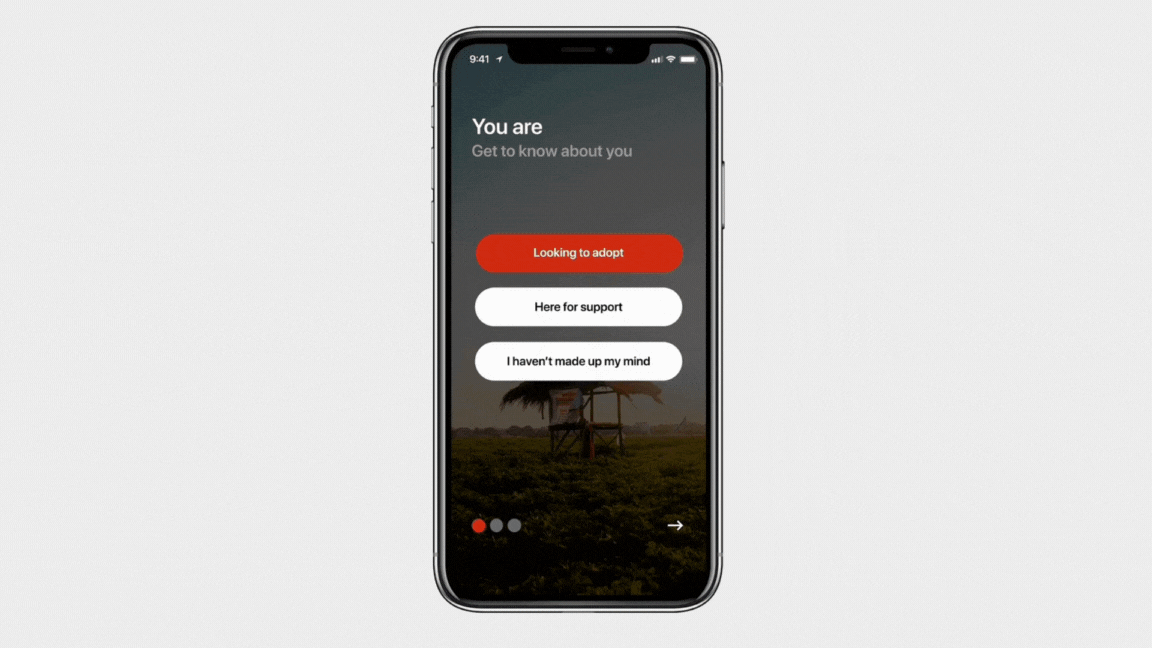 9:41
You are
Get to know about you
Looking to adopt
Here for support
I haven't made up my mind